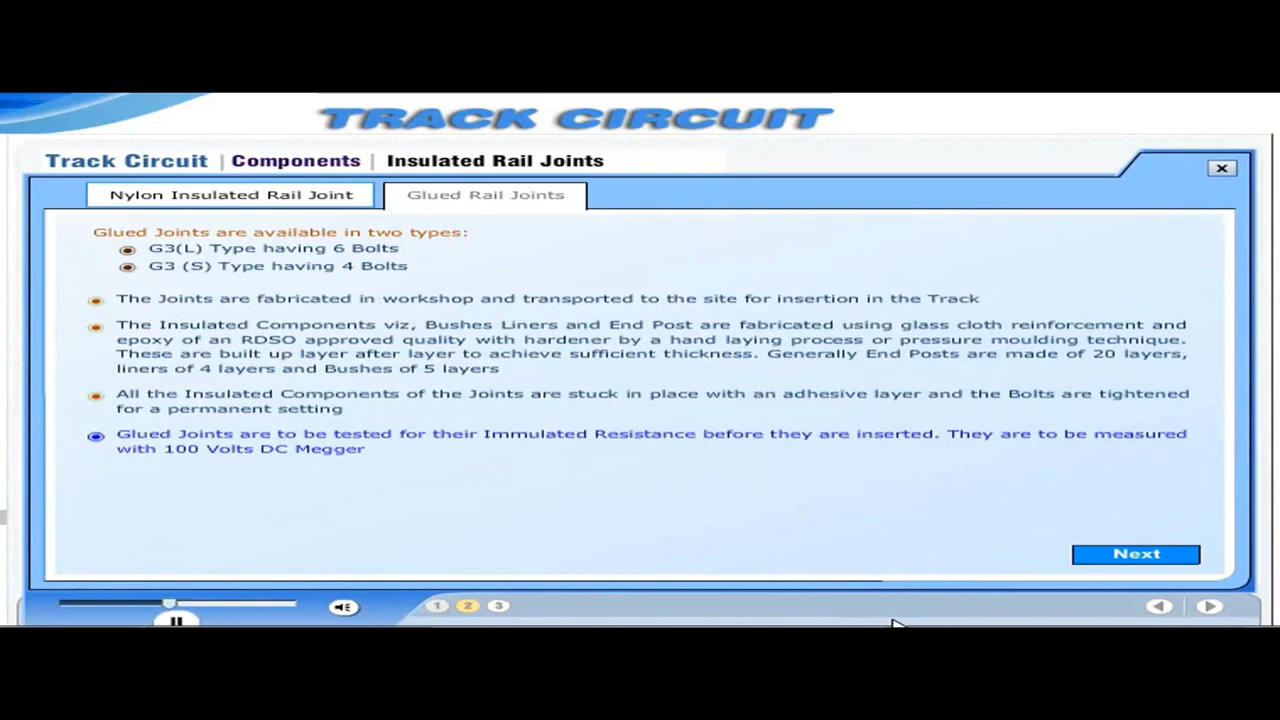 TRACK CIRCUIT
Track Circuit | Components | Insulated Rail Joints
Nylon Insulated Rail Joint
Glued Rail Joints
Glued Joints are available in two types:
G3(L) Type having 6 Bolts
G3 (S) Type having 4 Bolts
The Joints are fabricated in workshop and transported to the site for insertion in the Track
The Insulated Components viz, Bushes Liners and End Post are fabricated using glass cloth reinforcement and
epoxy of an RDSO approved quality with hardener by a hand laying process or pressure moulding technique.
These are built up layer after layer to achieve sufficient thickness. Generally End Posts are made of 20 layers,
liners of 4 layers and Bushes of 5 layers
All the Insulated Components of the Joints are stuck in place with an adhesive layer and the Bolts are tightened
for a permanent setting
Glued Joints are to be tested for their Immulated Resistance before they are inserted. They are to be measured
with 100 Volts DC Megger
Next
1 2 3